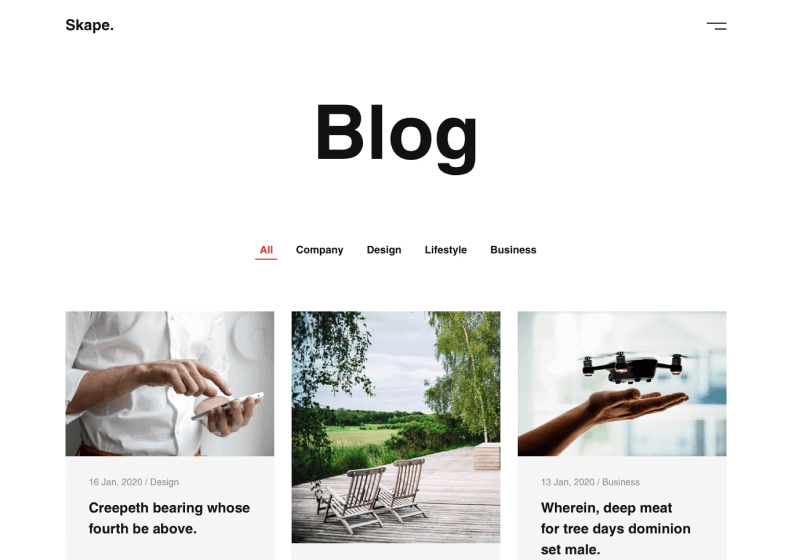 Skape.
Blog
All Company Design Lifestyle Business
16 Jan, 2020 / Design
Creepeth bearing whose
fourth be above.
13 Jan, 2020 / Business
Wherein, deep meat
for tree days dominion
set male.